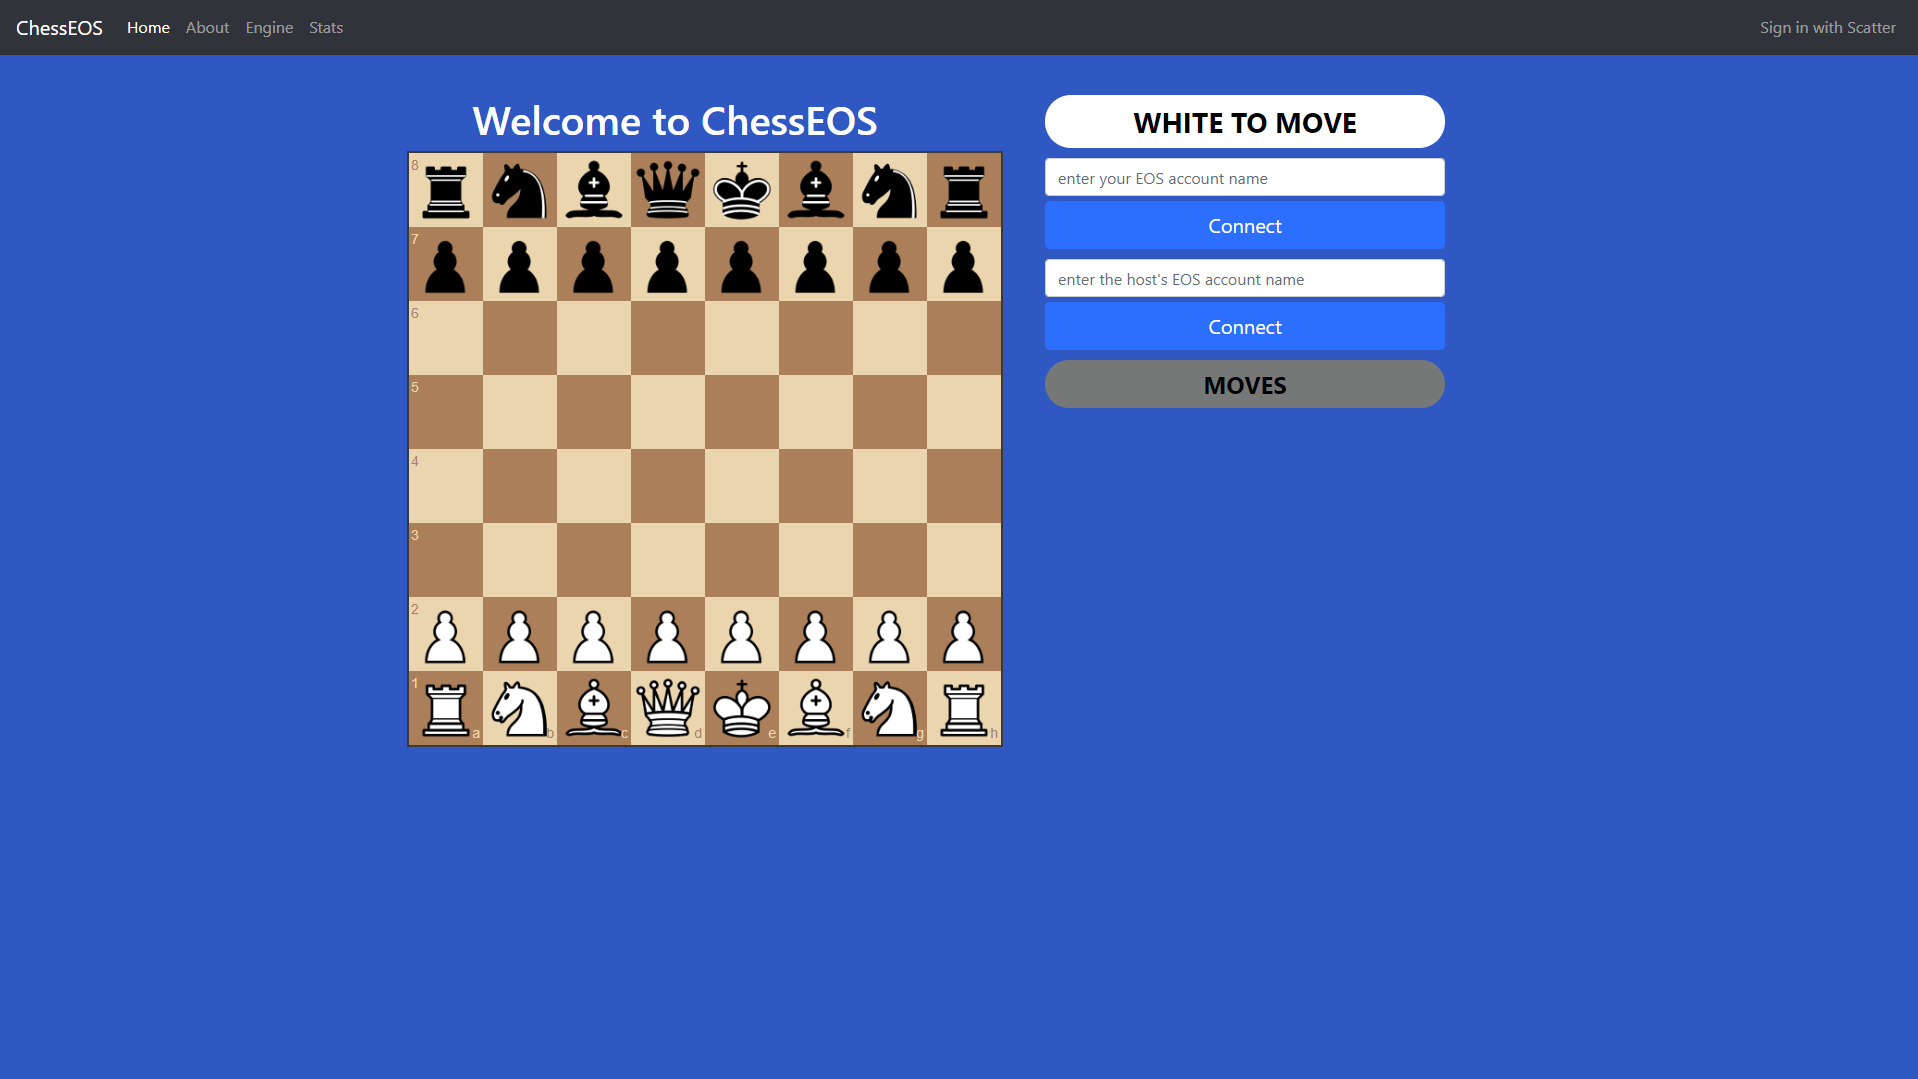 ChessEOS Home About Engine Stats Sign in with Scatter
Welcome to ChessEOS
8
7
6
5
4
3
2
1
a b c d e f g h
WHITE TO MOVE
enter your EOS account name
Connect
enter the host's EOS account name
Connect
MOVES